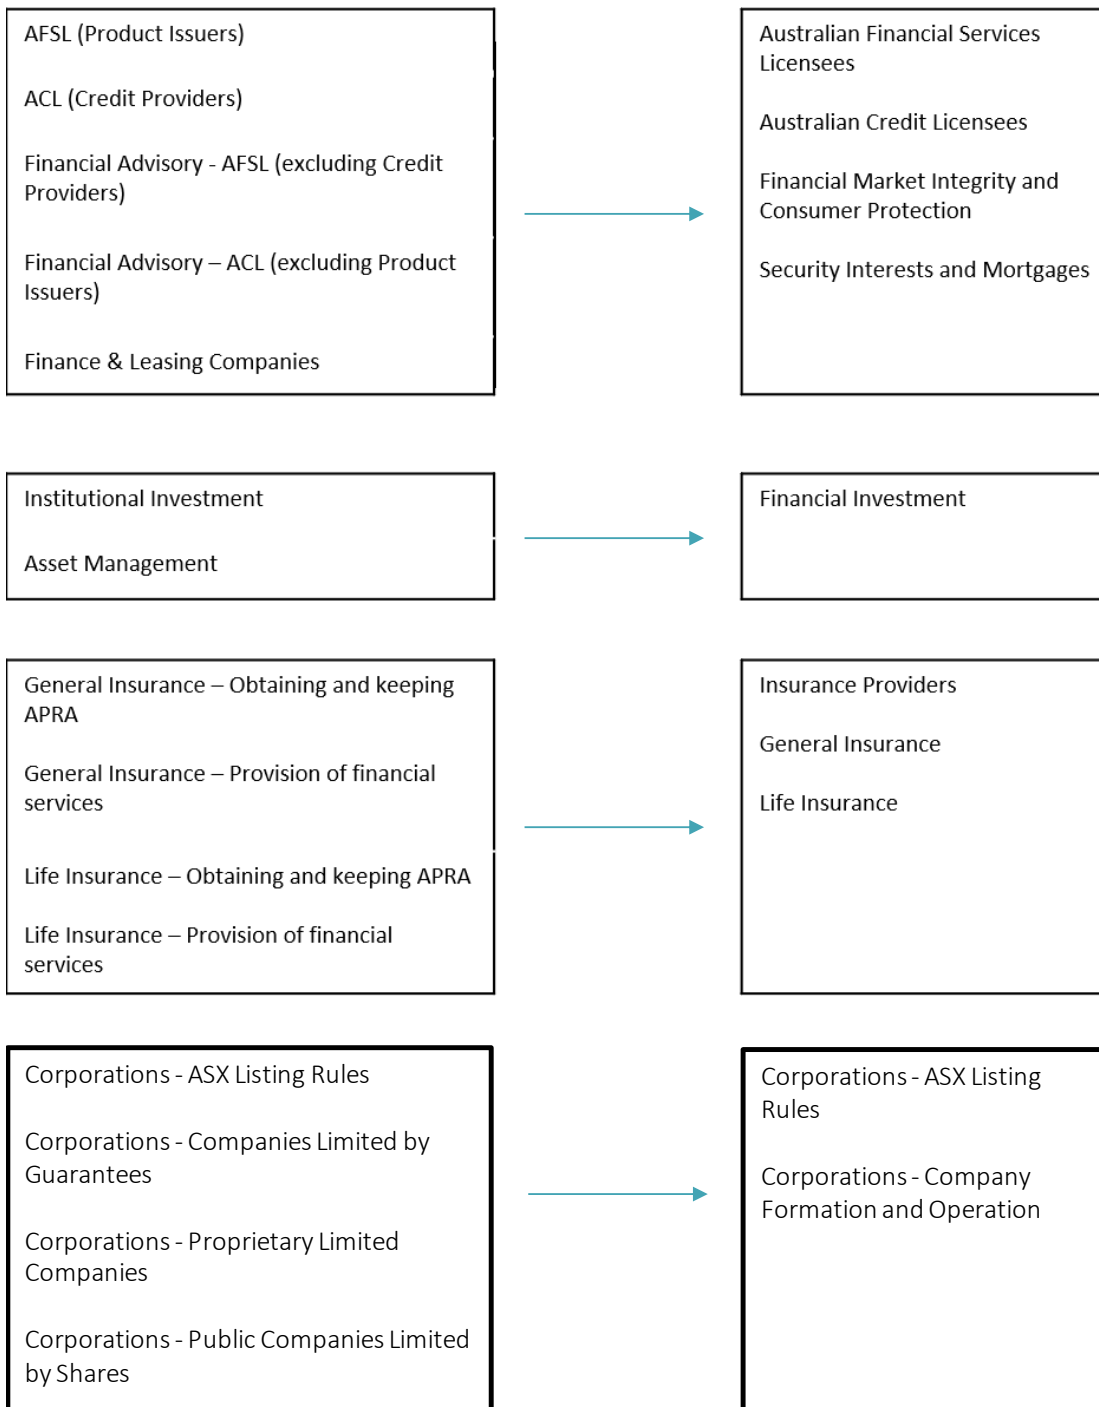 AFSL (Product Issuers)
ACL (Credit Providers)
Financial Advisory - AFSL (excluding Credit
Providers)
Financial Advisory – ACL (excluding Product
Issuers)
Finance & Leasing Companies
Australian Financial Services
Licensees
Australian Credit Licensees
Financial Market Integrity and
Consumer Protection
Security Interests and Mortgages
Institutional Investment
Asset Management
Financial Investment
General Insurance – Obtaining and keeping
APRA
General Insurance – Provision of financial
services
Life Insurance – Obtaining and keeping APRA
Life Insurance – Provision of financial
services
Insurance Providers
General Insurance
Life Insurance
Corporations - ASX Listing Rules
Corporations - Companies Limited by
Guarantees
Corporations - Proprietary Limited
Companies
Corporations - Public Companies Limited
by Shares
Corporations - ASX Listing
Rules
Corporations - Company
Formation and Operation